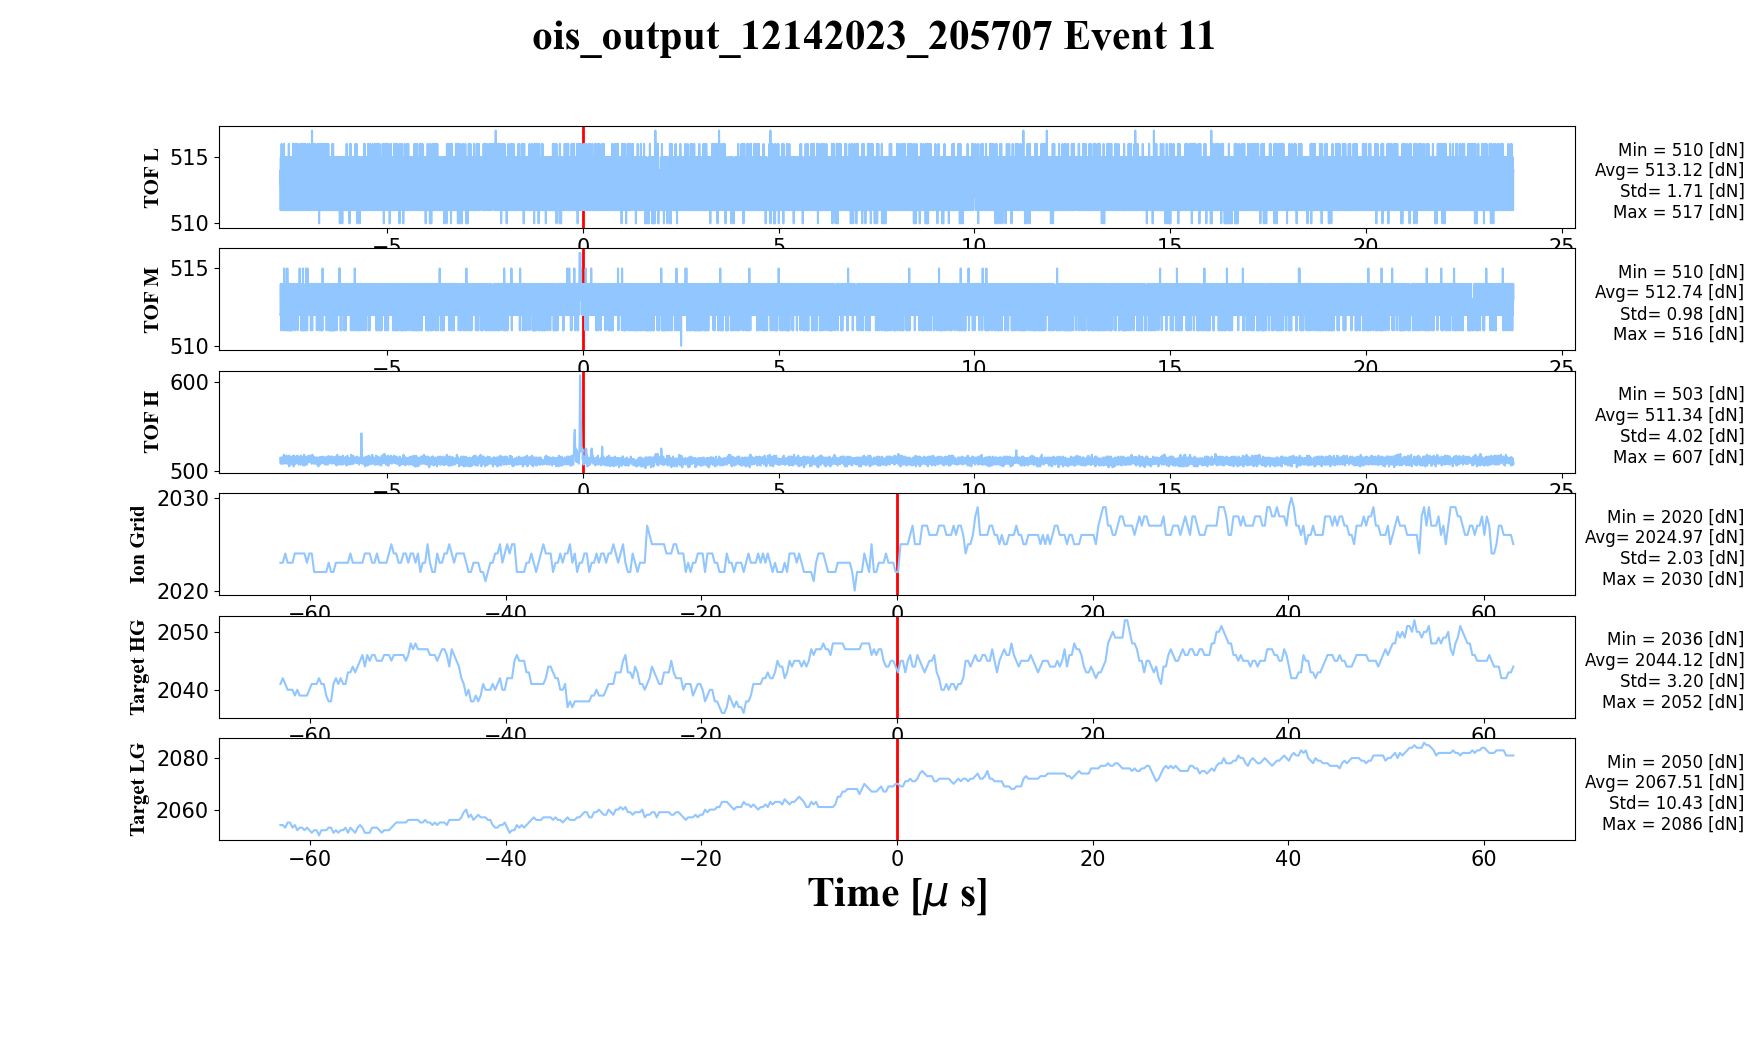 ois_output_12142023_205707 Event 11
TOF L
515
510
Min = 510 [dN]
Avg= 513.12 [dN]
Std= 1.71 [dN]
Max = 517 [dN]
−5 0 5 10 15 20 25
TOF M
515
510
Min = 510 [dN]
Avg= 512.74 [dN]
Std= 0.98 [dN]
Max = 516 [dN]
−5 0 5 10 15 20 25
TOF H
600
500
Min = 503 [dN]
Avg= 511.34 [dN]
Std= 4.02 [dN]
Max = 607 [dN]
−5 0 5 10 15 20 25
Ion Grid
2030
2020
Min = 2020 [dN]
Avg= 2024.97 [dN]
Std= 2.03 [dN]
Max = 2030 [dN]
−60 −40 −20 0 20 40 60
Target HG
2050
2040
Min = 2036 [dN]
Avg= 2044.12 [dN]
Std= 3.20 [dN]
Max = 2052 [dN]
−60 −40 −20 0 20 40 60
Target LG
2080
2060
Min = 2050 [dN]
Avg= 2067.51 [dN]
Std= 10.43 [dN]
Max = 2086 [dN]
−60 −40 −20 0 20 40 60
Time [μ s]